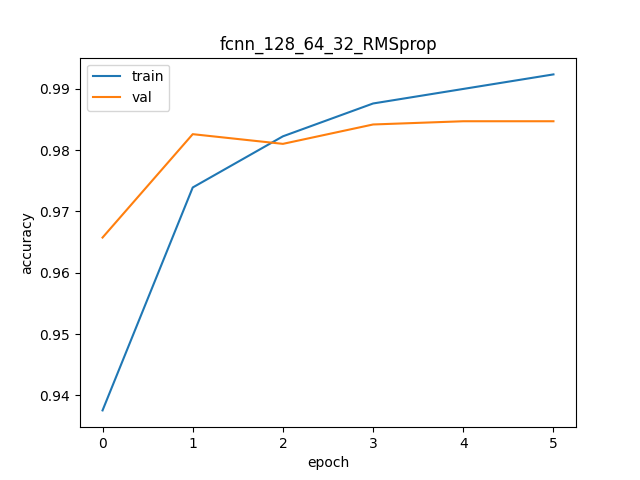 fcnn_128_64_32_RMSprop
train
val
accuracy
0.99
0.98
0.97
0.96
0.95
0.94
0 1 2 3 4 5
epoch